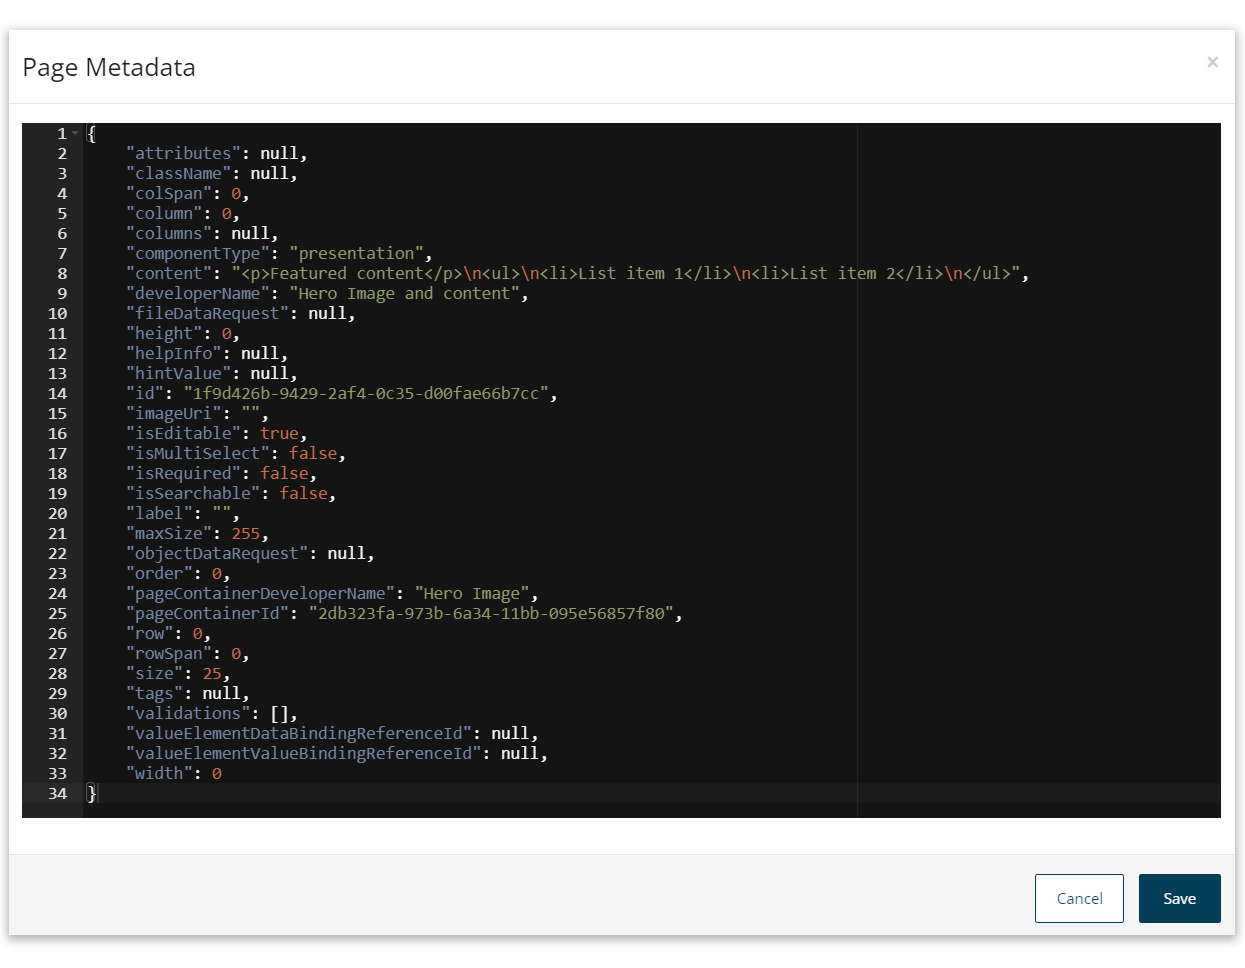 Page Metadata
×
1 {
2 "attributes": null,
3 "className": null,
4 "colSpan": 0,
5 "column": 0,
6 "columns": null,
7 "componentType": "presentation",
8 "content": "<p>Featured content</p>\n<ul>\n<li>List item 1</li>\n<li>List item 2</li>\n</ul>",
9 "developerName": "Hero Image and content",
10 "fileDataRequest": null,
11 "height": 0,
12 "helpInfo": null,
13 "hintValue": null,
14 "id": "1f9d426b-9429-2af4-0c35-d00fae66b7cc",
15 "imageUri": "",
16 "isEditable": true,
17 "isMultiSelect": false,
18 "isRequired": false,
19 "isSearchable": false,
20 "label": "",
21 "maxSize": 255,
22 "objectDataRequest": null,
23 "order": 0,
24 "pageContainerDeveloperName": "Hero Image",
25 "pageContainerId": "2db323fa-973b-6a34-11bb-095e56857f80",
26 "row": 0,
27 "rowSpan": 0,
28 "size": 25,
29 "tags": null,
30 "validations": [],
31 "valueElementDataBindingReferenceId": null,
32 "valueElementValueBindingReferenceId": null,
33 "width": 0
34 }
Cancel Save